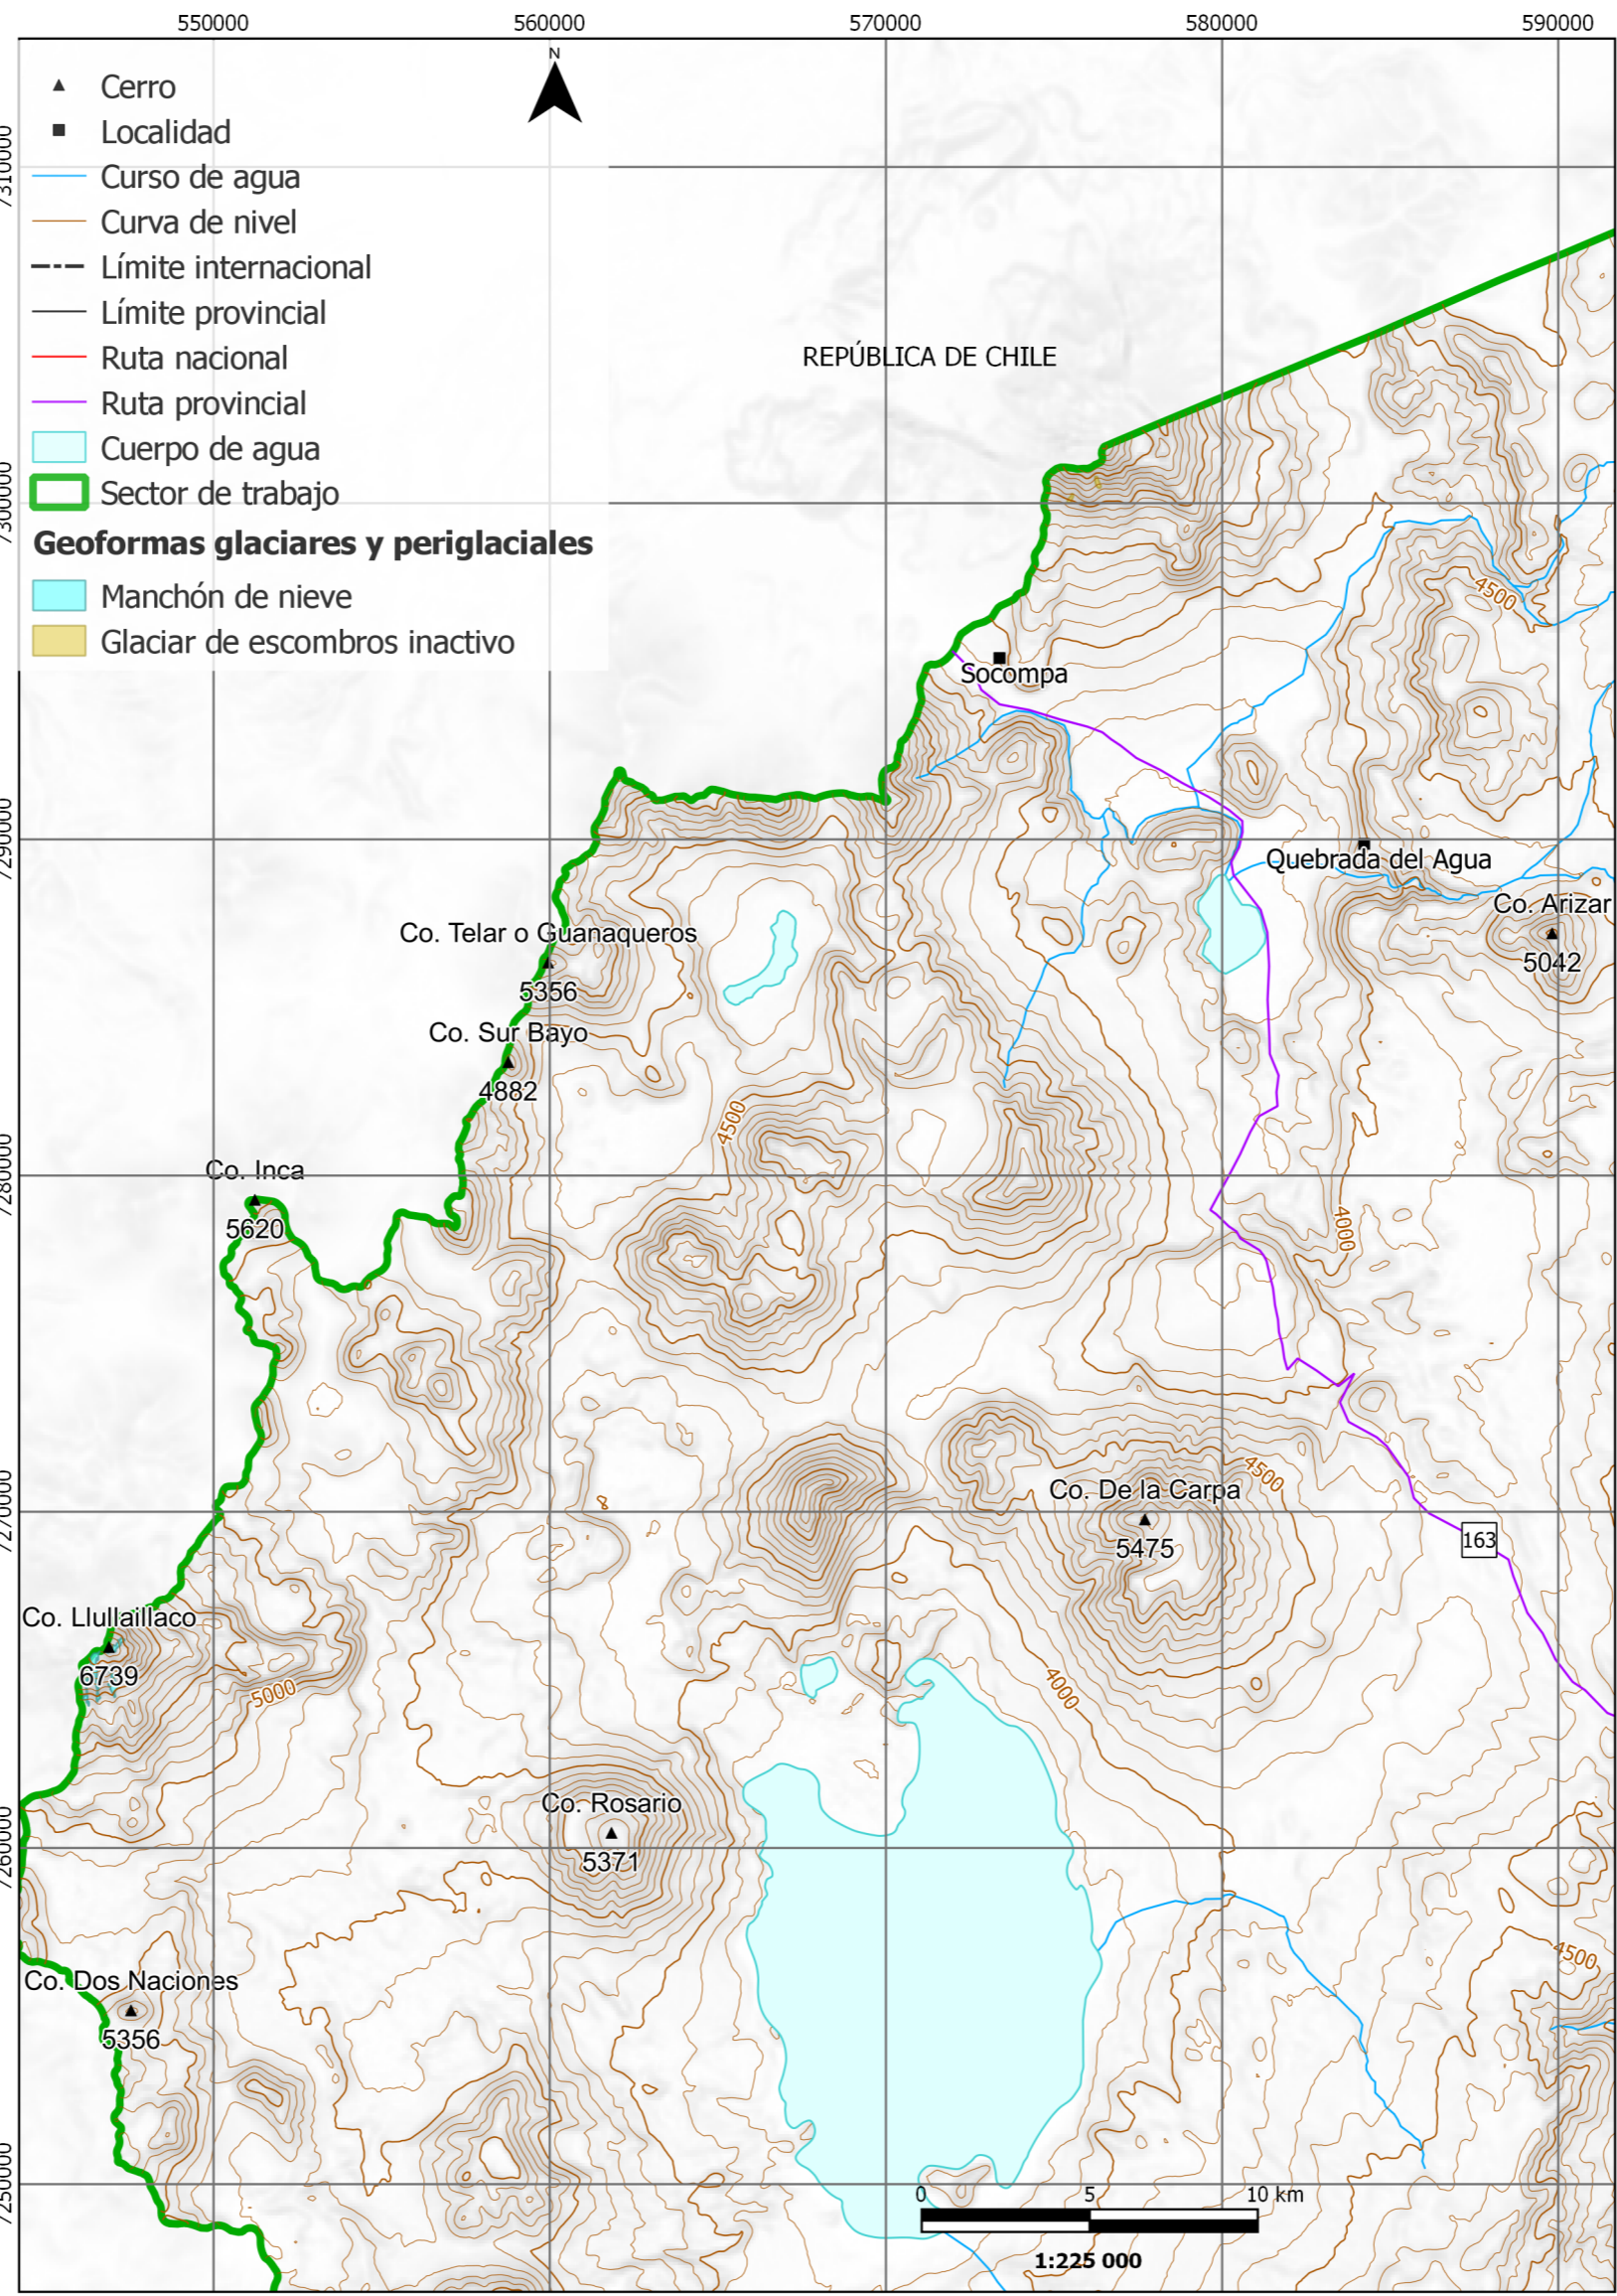 550000 560000 570000 580000 590000
N
Cerro
Localidad
Curso de agua
Curva de nivel
Límite internacional
Límite provincial
Ruta nacional
Ruta provincial
Cuerpo de agua
Sector de trabajo
Geoformas glaciares y periglaciales
Manchón de nieve
Glaciar de escombros inactivo
7310000
REPÚBLICA DE CHILE
7300000
4500
Socompa
7290000
Quebrada del Agua
Co. Arizar
5042
Co. Telar o Guanaqueros
5356
Co. Sur Bayo
4882
4500
Co. Inca
5620
7280000
4000
4500
Co. De la Carpa
5475
7270000
163
Co. Llullaillaco
6739
5000
4000
Co. Rosario
5371
7260000
4500
Co. Dos Naciones
5356
7250000
0 5 10 km
1:225 000